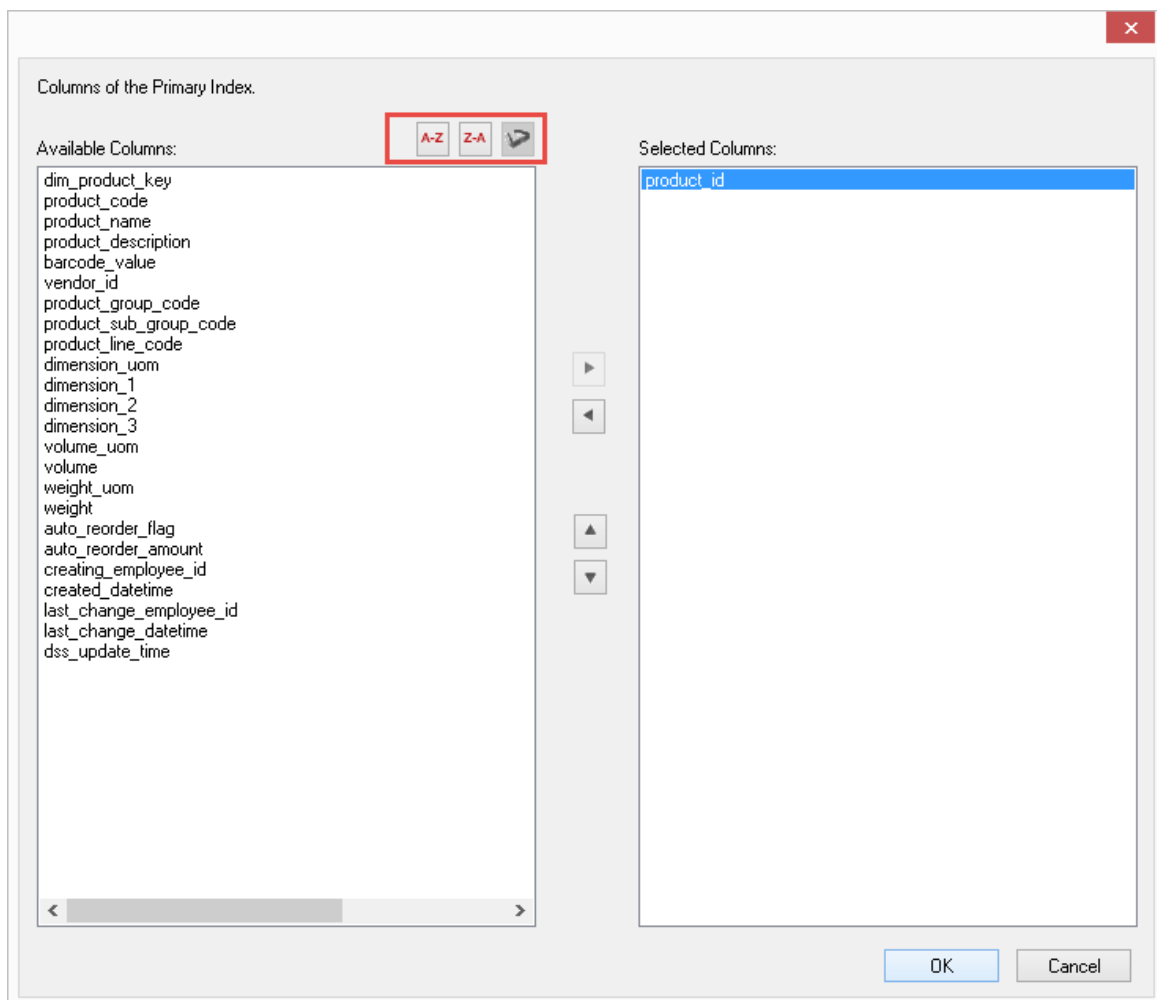 Columns of the Primary Index.
A-Z Z-A
Available Columns:
dim_product_key
product_code
product_name
product_description
barcode_value
vendor_id
product_group_code
product_sub_group_code
product_line_code
dimension_uom
dimension_1
dimension_2
dimension_3
volume_uom
volume
weight_uom
weight
auto_reorder_flag
auto_reorder_amount
creating_employee_id
created_datetime
last_change_employee_id
last_change_datetime
dss_update_time
Selected Columns:
product_id
OK Cancel